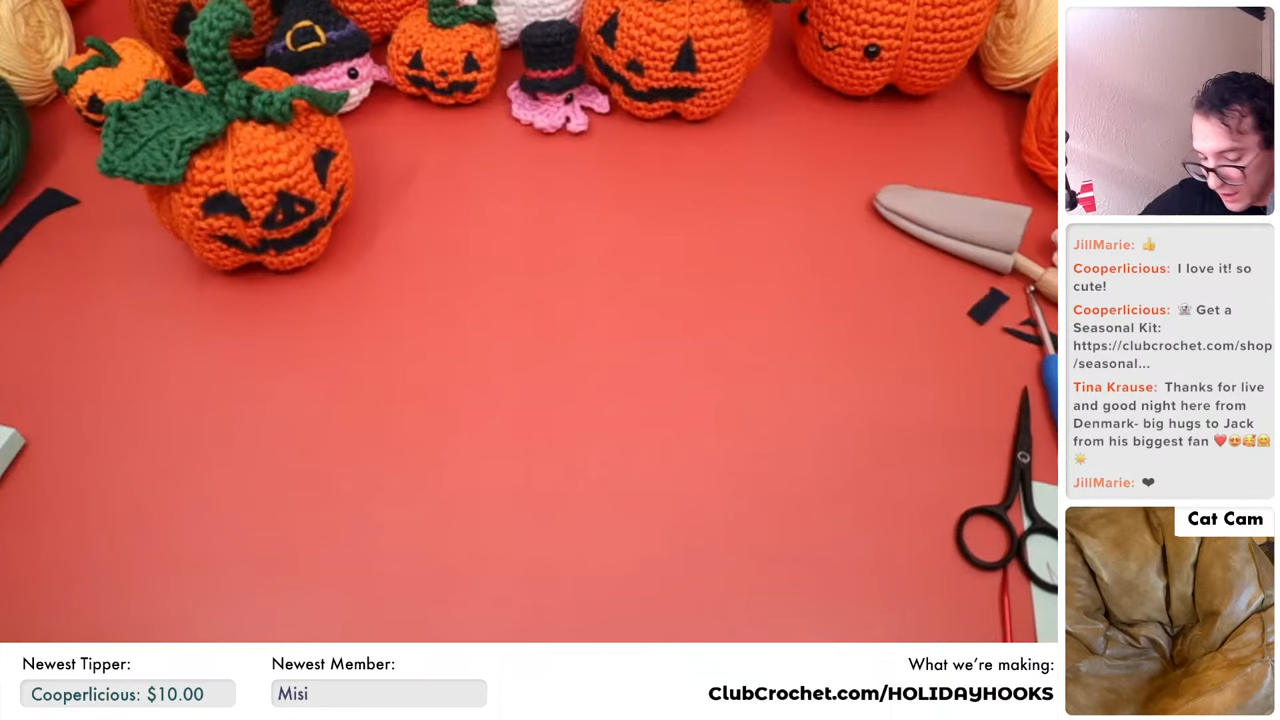 JillMarie: 👍
Cooperlicious: I love it! so
cute!
Cooperlicious: Get a
Seasonal Kit:
https://clubcrochet.com/shop
/seasonal...
Tina Krause: Thanks for live
and good night here from
Denmark- big hugs to Jack
from his biggest fan ❤️😍🥰🤗
☀️
JillMarie: ❤
Cat Cam
Newest Tipper:
Cooperlicious: $10.00
Newest Member:
Misi
What we're making:
ClubCrochet.com/HOLIDAYHOOKS